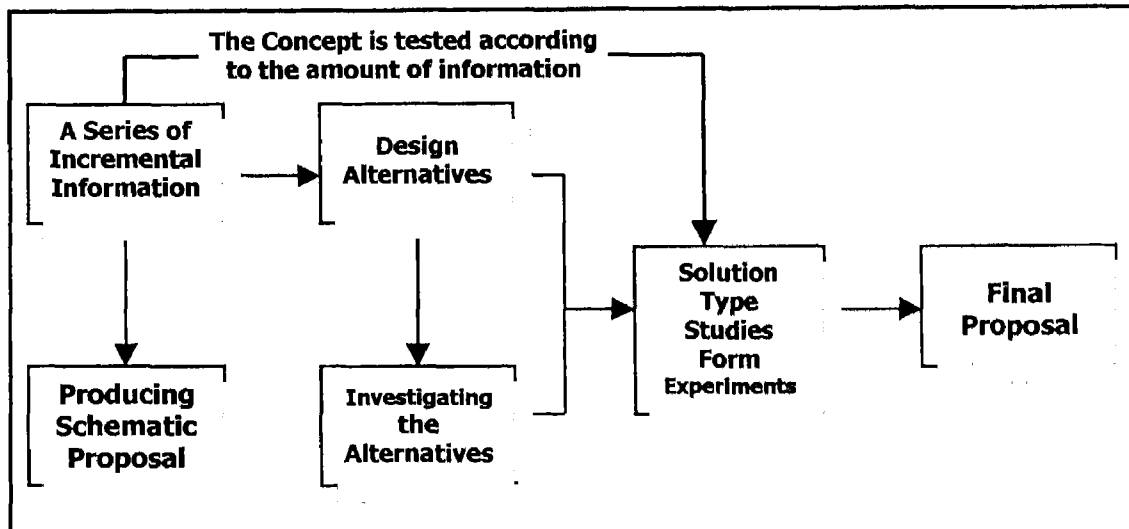 The Concept is tested according
to the amount of information
A Series of
Incremental
Information
Design
Alternatives
Solution
Type
Studies
Form
Experiments
Final
Proposal
Producing
Schematic
Proposal
Investigating
the
Alternatives